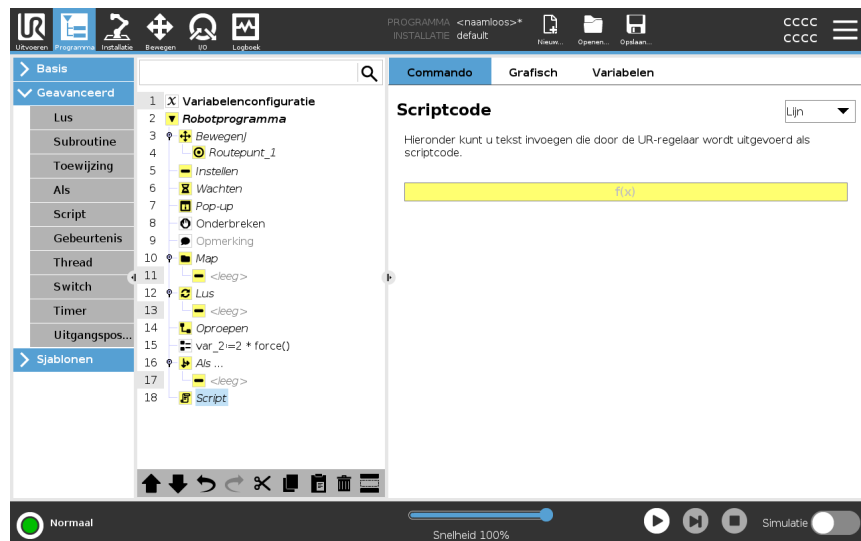 UR
PROGRAMMA <naamloos>*
INSTALLATIE default
CCCC
CCCC
Uitvoeren Programma Installatie Bewegen I/O Logboek Nieuw... Openen... Opslaan...
Basis
Geavanceerd
Lus
Subroutine
Toewijzing
Als
Script
Gebeurtenis
Thread
Switch
Timer
Uitgangspos...
Sjablonen
1 X Variabelenconfiguratie
2 Robotprogramma
3 BewegenJ
4 Routepunt_1
5 Instellen
6 Wachten
7 Pop-up
8 Onderbreken
9 Opmerking
10 Map
11 <leeg>
12 Lus
13 <leeg>
14 Oproepen
15 var_2≔2 * force()
16 Als ...
17 <leeg>
18 Script
Commando Grafisch Variabelen
Scriptcode
Lijn
Hieronder kunt u tekst invoegen die door de UR-regelaar wordt uitgevoerd als
scriptcode.
f(x)
Normaal
Snelheid 100%
Simulatie